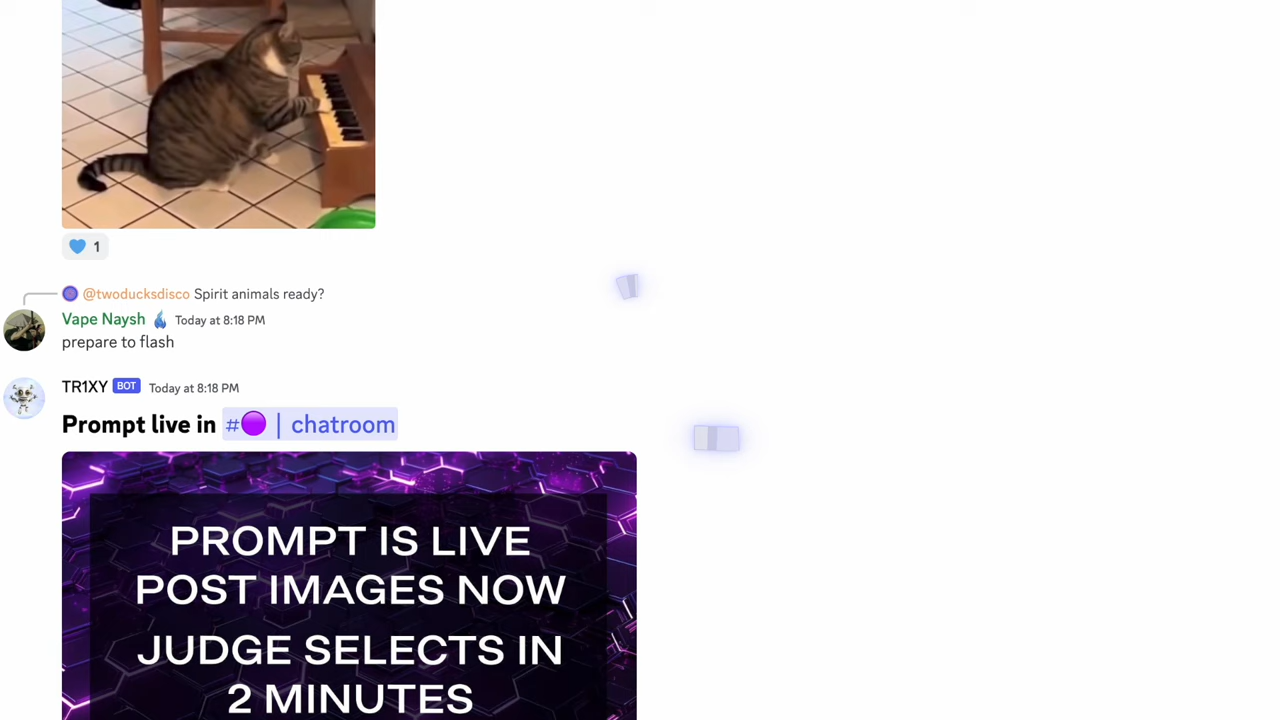 1
@twoducksdisco Spirit animals ready?
Vape Naysh Today at 8:18 PM
prepare to flash
TR1XY BOT Today at 8:18 PM
Prompt live in # | chatroom
PROMPT IS LIVE
POST IMAGES NOW
JUDGE SELECTS IN
2 MINUTES